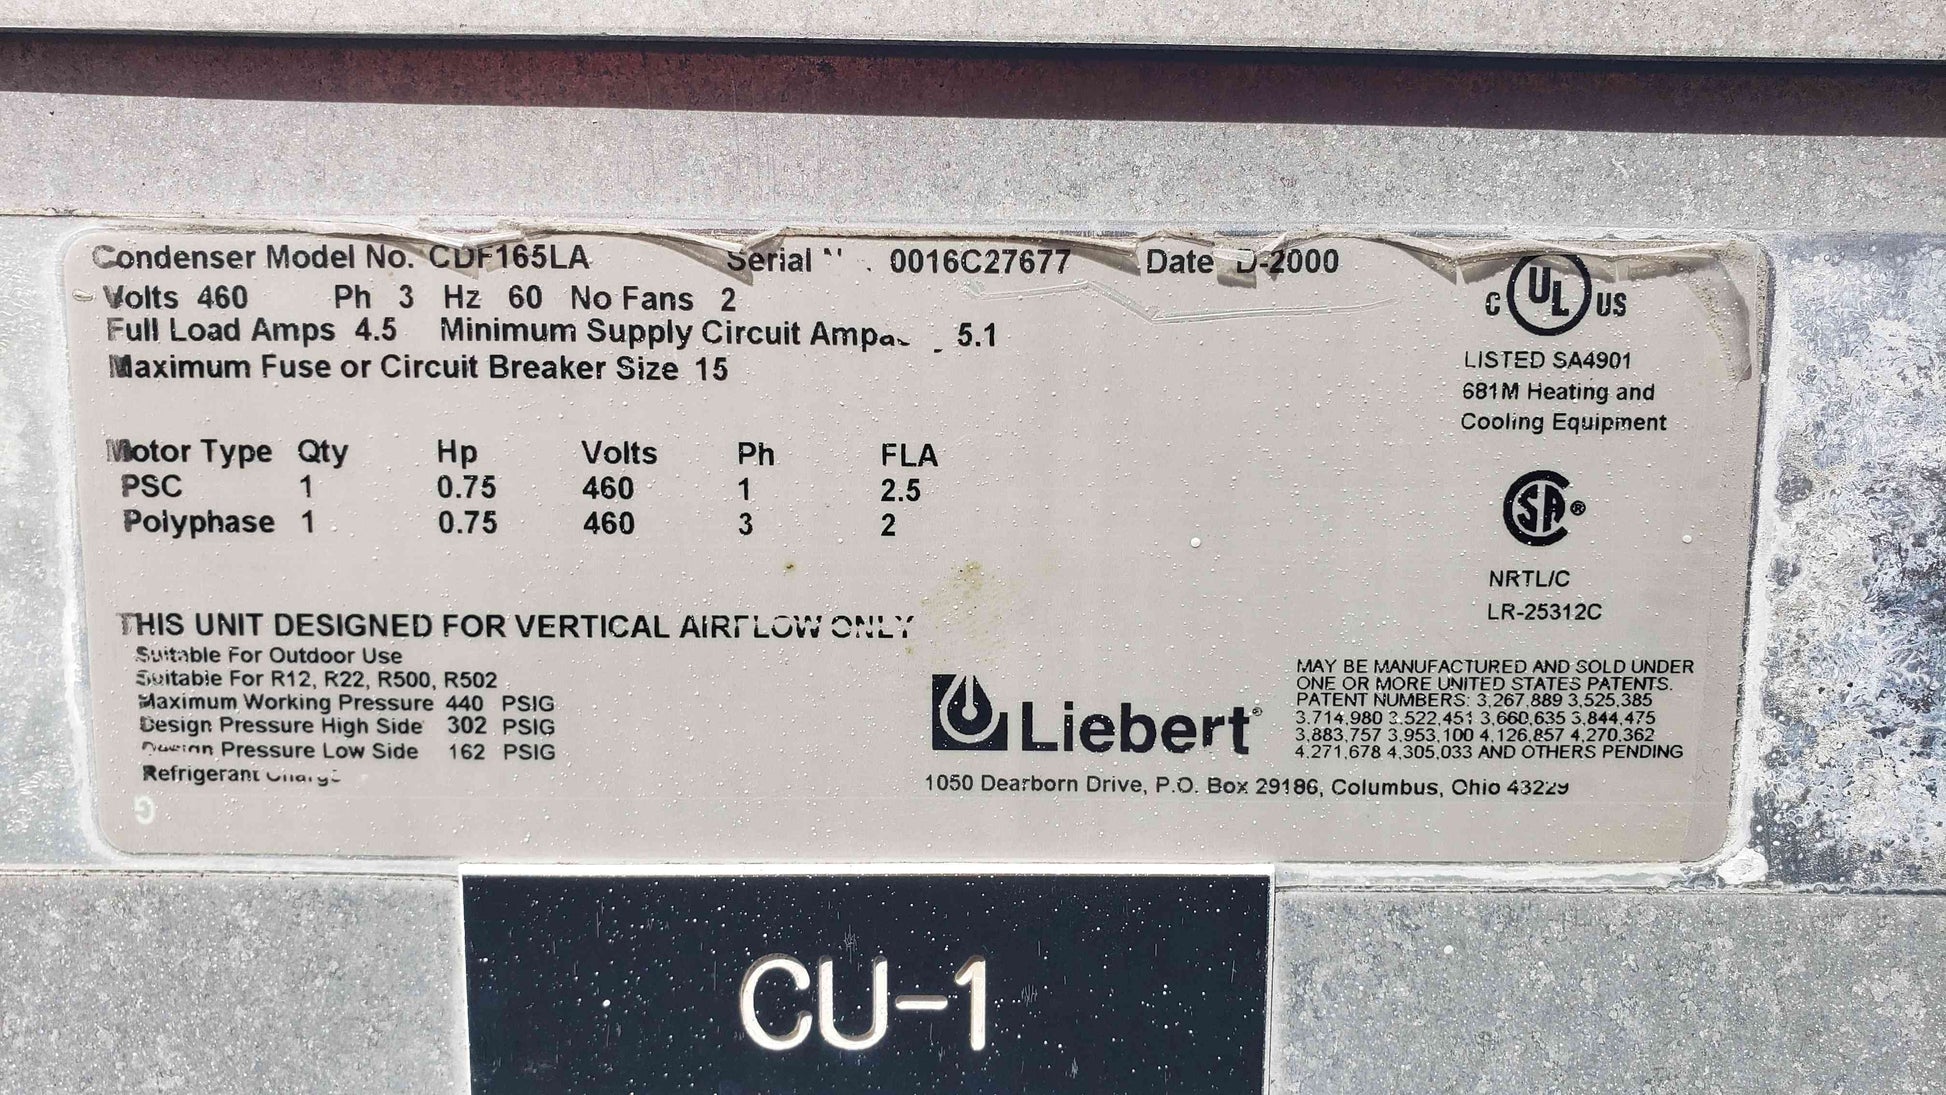 Condenser Model No. CDF165LA Serial 0016C27677 Date D-2000
Volts 460 Ph 3 Hz 60 No Fans 2
Full Load Amps 4.5 Minimum Supply Circuit 5.1
Maximum Fuse or Circuit Breaker Size 15
Motor Type Qty Hp Volts Ph FLA
PSC 1 0.75 460 1 2.5
Polyphase 1 0.75 460 3 2
THIS UNIT DESIGNED FOR VERTICAL AIRFLOW ONLY
Suitable For Outdoor Use
Suitable For R12, R22, R500, R502
Maximum Working Pressure 440 PSIG
Design Pressure High Side 302 PSIG
Design Pressure Low Side 162 PSIG
Refrigerant Charge
G
C UL US
LISTED SA4901
681M Heating and
Cooling Equipment
SA®
NRTL/C
LR-25312C
Liebert®
1050 Dearborn Drive, P.O. Box 29186, Columbus, Ohio 43229
MAY BE MANUFACTURED AND SOLD UNDER
ONE OR MORE UNITED STATES PATENTS.
PATENT NUMBERS: 3,267,889 3,525,385
3,714,980 3,522,451 3,660,635 3,844,475
3,883,757 3,953,100 4,126,857 4,270,362
4,271,678 4,305,033 AND OTHERS PENDING
CU-1